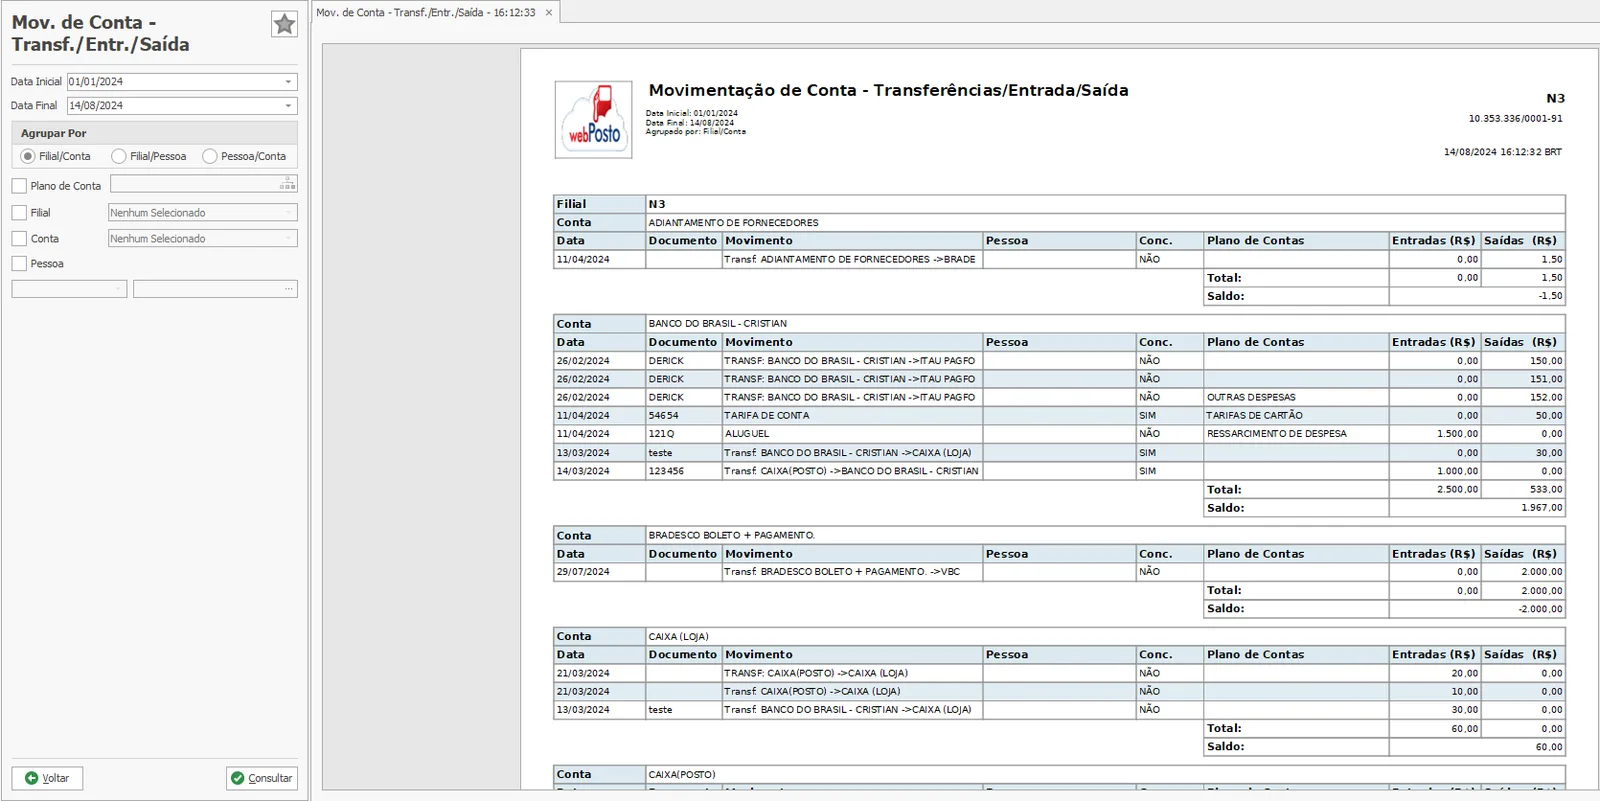 Mov. de Conta -
Transf./Entr./Saída
Data Inicial 01/01/2024
Data Final 14/08/2024
Agrupar Por
Filial/Conta Filial/Pessoa Pessoa/Conta
Plano de Conta
Filial Nenhum Selecionado
Conta Nenhum Selecionado
Pessoa
...
Voltar Consultar
Mov. de Conta - Transf./Entr./Saída - 16:12:33 ×
webPosto
Movimentação de Conta - Transferências/Entrada/Saída
Data Inicial: 01/01/2024
Data Final: 14/08/2024
Agrupado por: Filial/Conta
N3
10.353.336/0001-91
14/08/2024 16:12:32 BRT
Filial N3
Conta ADIANTAMENTO DE FORNECEDORES
Data Documento Movimento Pessoa Conc. Plano de Contas Entradas (R$) Saídas (R$)
11/04/2024 Transf. ADIANTAMENTO DE FORNECEDORES ->BRADE NÃO 0,00 1,50
Total: 0,00 1,50
Saldo: -1,50
Conta BANCO DO BRASIL - CRISTIAN
Data Documento Movimento Pessoa Conc. Plano de Contas Entradas (R$) Saídas (R$)
26/02/2024 DERICK TRANSF: BANCO DO BRASIL - CRISTIAN ->ITAU PAGFO NÃO 0,00 150,00
26/02/2024 DERICK TRANSF: BANCO DO BRASIL - CRISTIAN ->ITAU PAGFO NÃO 0,00 151,00
26/02/2024 DERICK TRANSF: BANCO DO BRASIL - CRISTIAN ->ITAU PAGFO NÃO OUTRAS DESPESAS 0,00 152,00
11/04/2024 54654 TARIFA DE CONTA SIM TARIFAS DE CARTÃO 0,00 50,00
11/04/2024 121Q ALUGUEL NÃO RESSARCIMENTO DE DESPESA 1.500,00 0,00
13/03/2024 teste Transf. BANCO DO BRASIL - CRISTIAN ->CAIXA (LOJA) SIM 0,00 30,00
14/03/2024 123456 Transf. CAIXA(POSTO) ->BANCO DO BRASIL - CRISTIAN SIM 1.000,00 0,00
Total: 2.500,00 533,00
Saldo: 1.967,00
Conta BRADESCO BOLETO + PAGAMENTO.
Data Documento Movimento Pessoa Conc. Plano de Contas Entradas (R$) Saídas (R$)
29/07/2024 Transf. BRADESCO BOLETO + PAGAMENTO. ->VBC NÃO 0,00 2.000,00
Total: 0,00 2.000,00
Saldo: -2.000,00
Conta CAIXA (LOJA)
Data Documento Movimento Pessoa Conc. Plano de Contas Entradas (R$) Saídas (R$)
21/03/2024 TRANSF: CAIXA(POSTO) ->CAIXA (LOJA) NÃO 20,00 0,00
21/03/2024 Transf. CAIXA(POSTO) ->CAIXA (LOJA) NÃO 10,00 0,00
13/03/2024 teste Transf. BANCO DO BRASIL - CRISTIAN ->CAIXA (LOJA) NÃO 30,00 0,00
Total: 60,00 0,00
Saldo: 60,00
Conta CAIXA(POSTO)